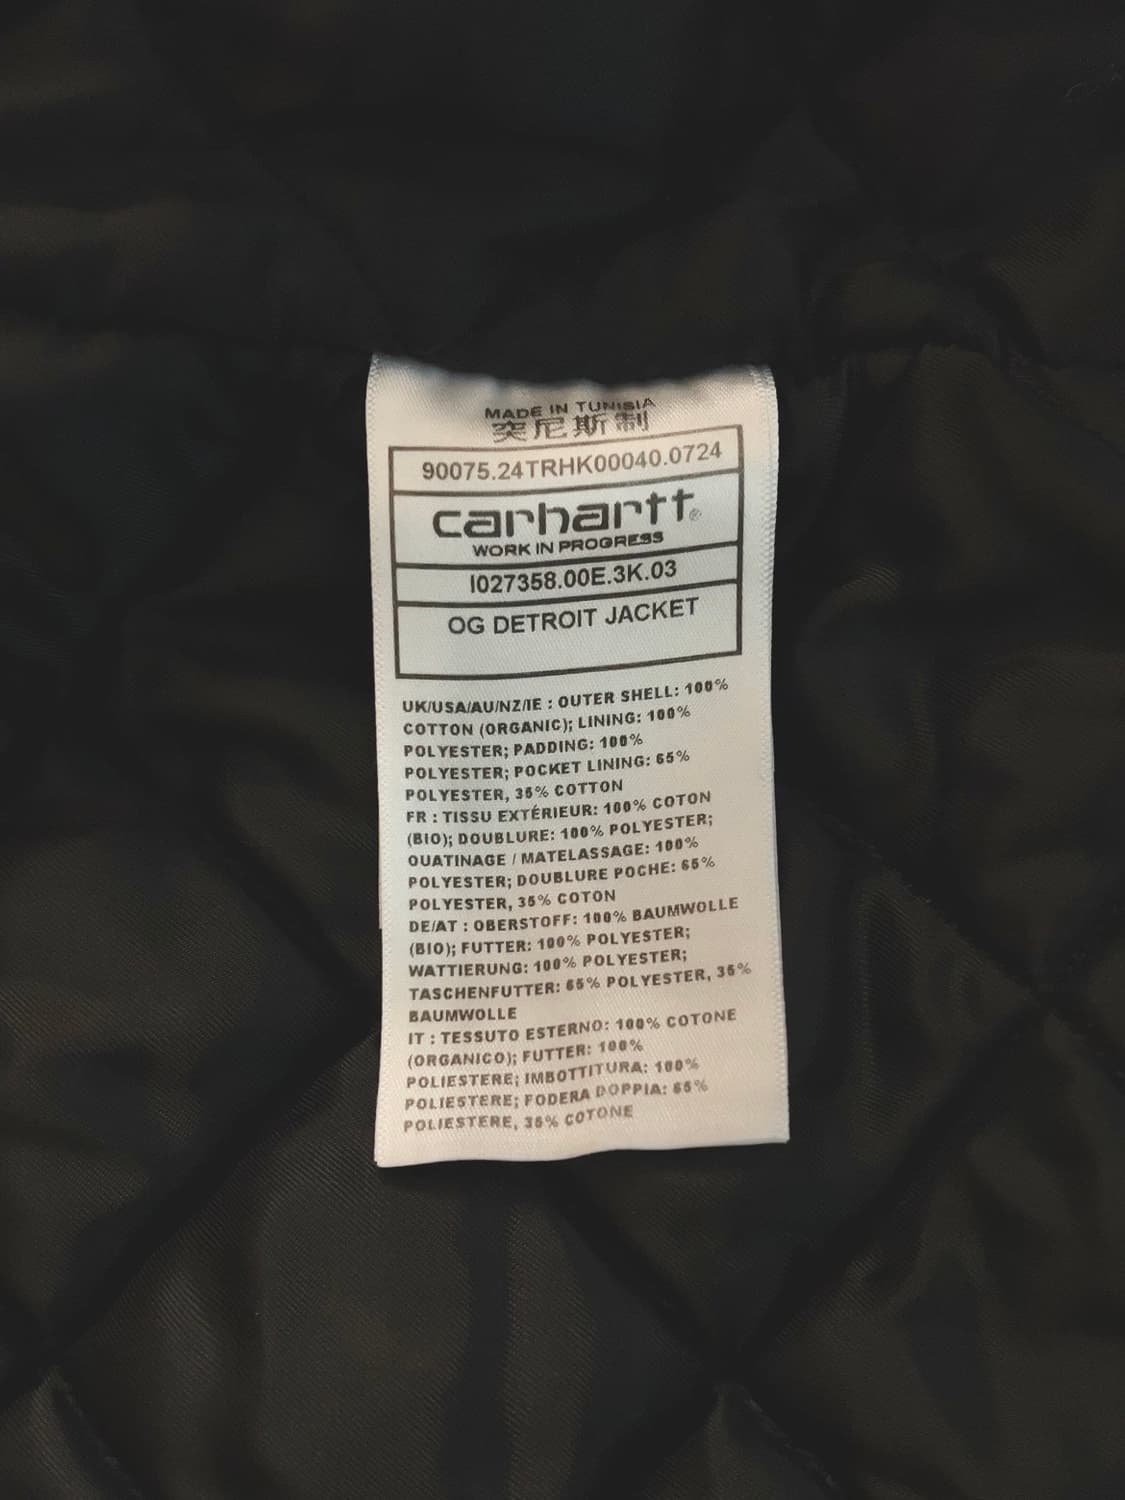 MADE IN TUNISIA
突尼斯制
90075.24TRHK00040.0724
carhartt®
WORK IN PROGRESS
I027358.00E.3K.03
OG DETROIT JACKET
UK/USA/AU/NZ/IE : OUTER SHELL: 100%
COTTON (ORGANIC); LINING: 100%
POLYESTER; PADDING: 100%
POLYESTER; POCKET LINING: 65%
POLYESTER, 35% COTTON
FR : TISSU EXTÉRIEUR: 100% COTON
(BIO); DOUBLURE: 100% POLYESTER;
OUATINAGE / MATELASSAGE: 100%
POLYESTER; DOUBLURE POCHE: 65%
POLYESTER, 35% COTON
DE/AT : OBERSTOFF: 100% BAUMWOLLE
(BIO); FUTTER: 100% POLYESTER;
WATTIERUNG: 100% POLYESTER;
TASCHENFUTTER: 65% POLYESTER, 35%
BAUMWOLLE
IT : TESSUTO ESTERNO: 100% COTONE
(ORGANICO); FUTTER: 100%
POLIESTERE; IMBOTTITURA: 100%
POLIESTERE; FODERA DOPPIA: 65%
POLIESTERE, 35% COTONE